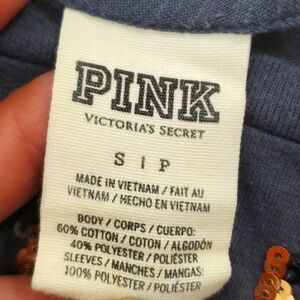 PINK
VICTORIA'S SECRET
S | P
MADE IN VIETNAM / FAIT AU
VIETNAM / HECHO EN VIETNAM
BODY / CORPS / CUERPO:
60% COTTON / COTON / ALGODÓN
40% POLYESTER / POLIÉSTER
SLEEVES / MANCHES / MANGAS:
100% POLYESTER / POLIÉSTER